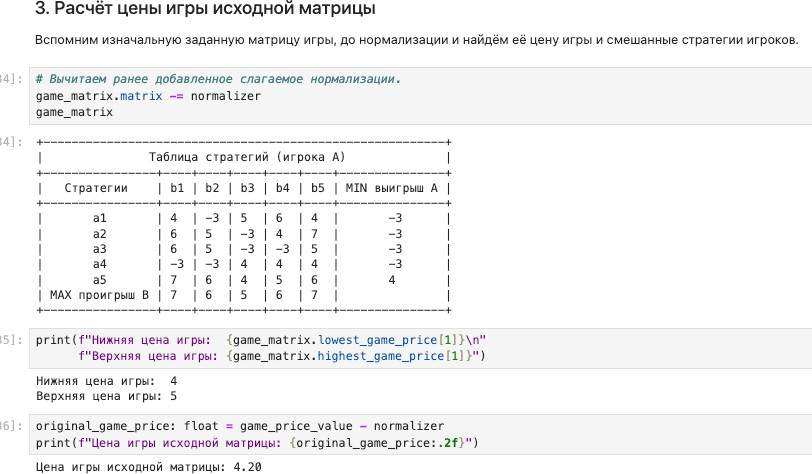 3. Расчёт цены игры исходной матрицы
Вспомним изначальную заданную матрицу игры, до нормализации и найдём её цену игры и смешанные стратегии игроков.
34]:
# Вычитаем ранее добавленное слагаемое нормализации.
game_matrix.matrix -= normalizer
game_matrix
34]:
+----------------------------------------------------------+
| Таблица стратегий (игрока A) |
+-----------------+----+----+----+----+----+---------------+
| Стратегии | b1 | b2 | b3 | b4 | b5 | MIN выигрыш A |
+-----------------+----+----+----+----+----+---------------+
| a1 | 4 | -3 | 5 | 6 | 4 | -3 |
| a2 | 6 | 5 | -3 | 4 | 7 | -3 |
| a3 | 6 | 5 | -3 | -3 | 5 | -3 |
| a4 | -3 | -3 | 4 | 4 | 4 | -3 |
| a5 | 7 | 6 | 4 | 5 | 6 | 4 |
| MAX проигрыш B | 7 | 6 | 5 | 6 | 7 | |
+-----------------+----+----+----+----+----+---------------+
35]:
print(f"Нижняя цена игры:  {game_matrix.lowest_game_price[1]}\n"
f"Верхняя цена игры: {game_matrix.highest_game_price[1]}")
Нижняя цена игры:  4
Верхняя цена игры: 5
36]:
original_game_price: float = game_price_value - normalizer
print(f"Цена игры исходной матрицы: {original_game_price:.2f}")
Цена игры исходной матрицы: 4.20